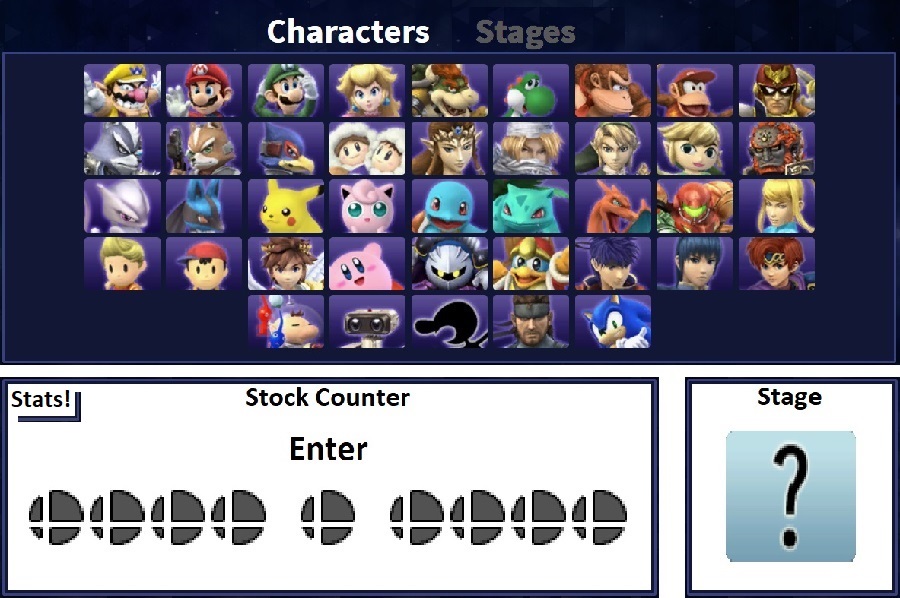 Characters Stages
Stats!
Stock Counter
Enter
Stage
?